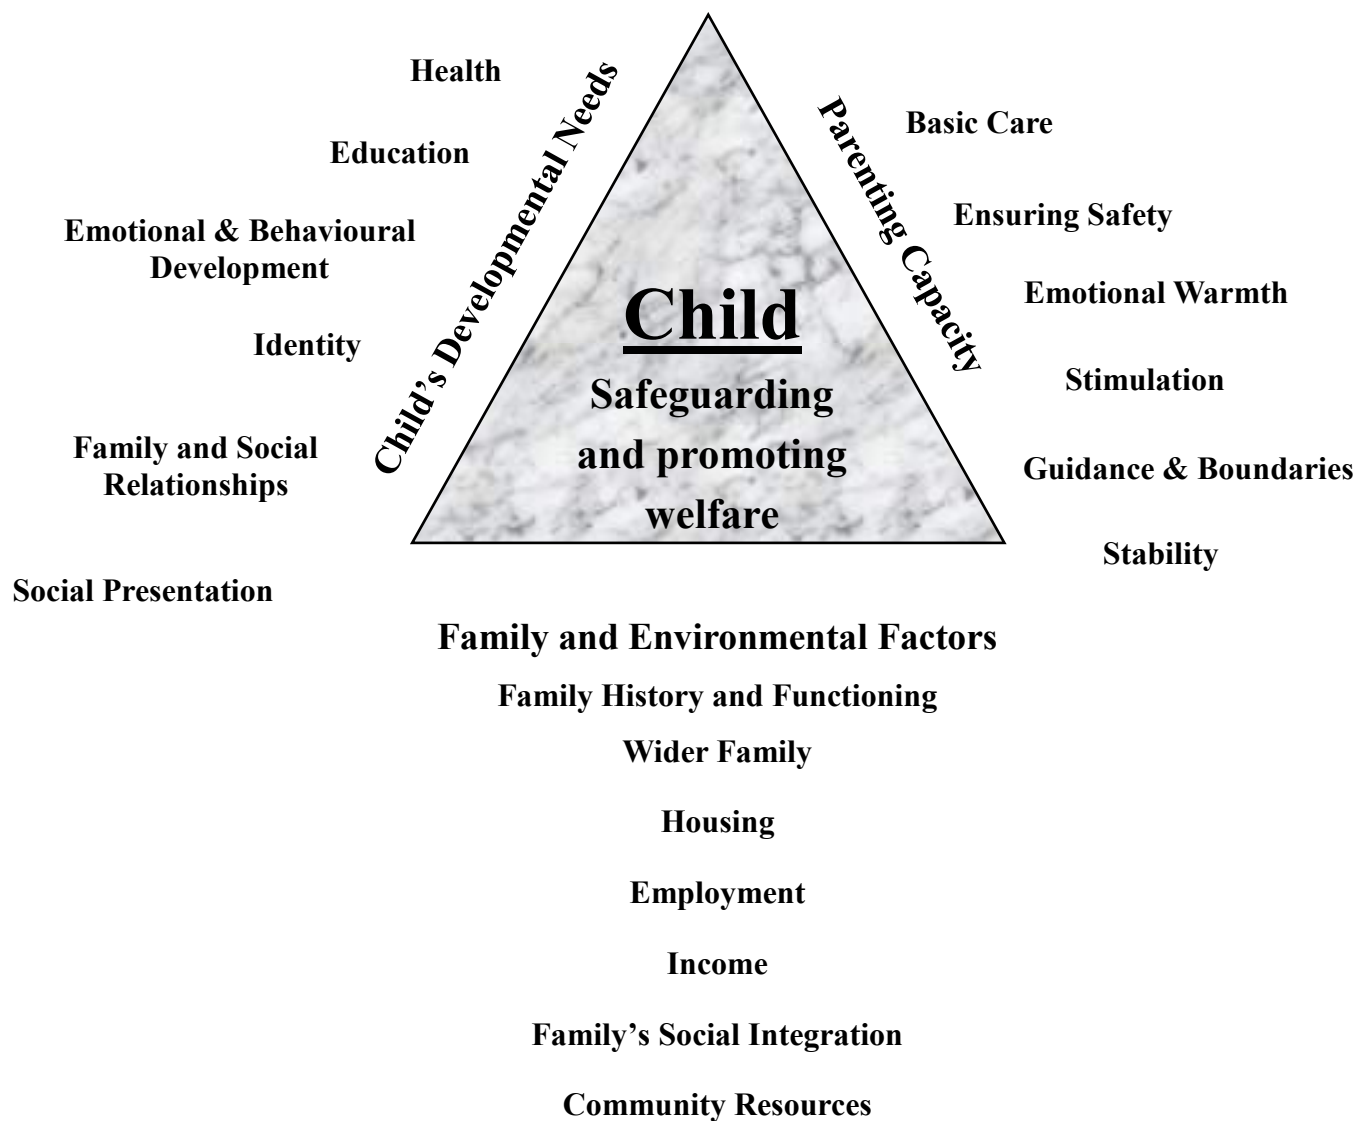 Health
Education
Emotional & Behavioural
Development
Identity
Family and Social
Relationships
Social Presentation
Child’s Developmental Needs
Child
Safeguarding
and promoting
welfare
Parenting Capacity
Basic Care
Ensuring Safety
Emotional Warmth
Stimulation
Guidance & Boundaries
Stability
Family and Environmental Factors
Family History and Functioning
Wider Family
Housing
Employment
Income
Family’s Social Integration
Community Resources